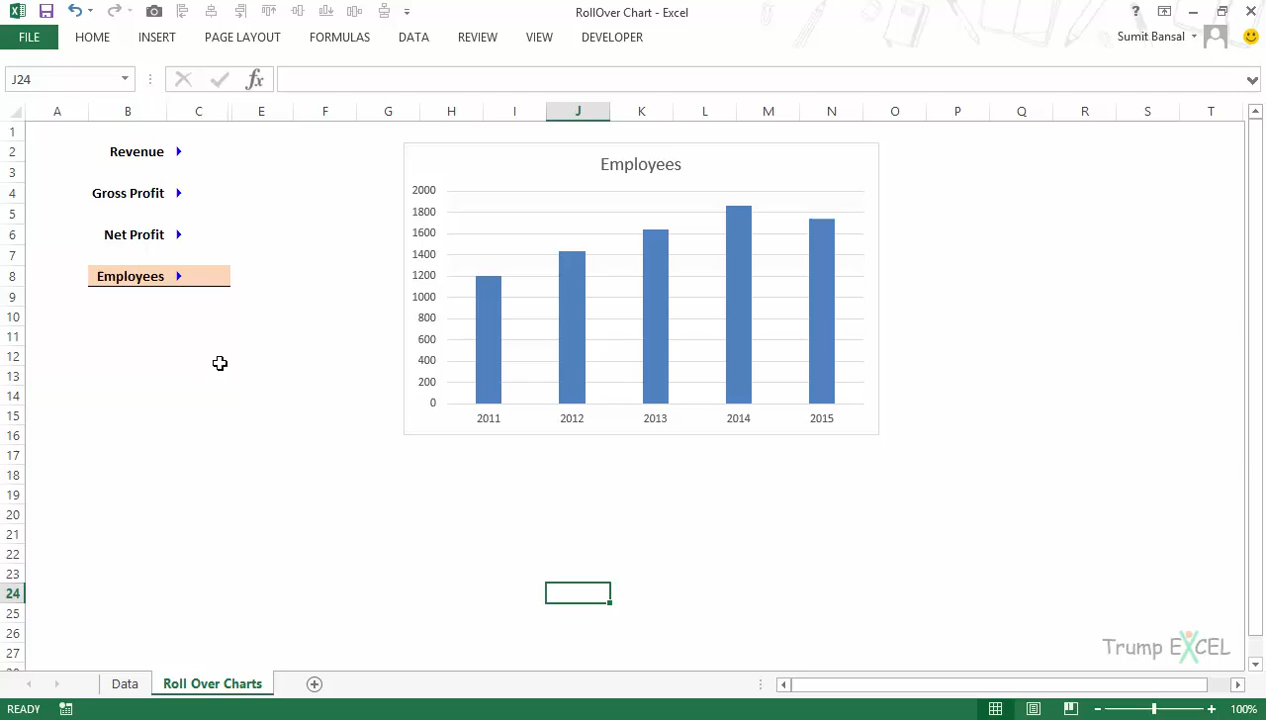 RollOver Chart - Excel
?
FILE HOME INSERT PAGE LAYOUT FORMULAS DATA REVIEW VIEW DEVELOPER
Sumit Bansal
J24
fx
A B C E F G H I J K L M N O P Q R S T
1
2
3
4
5
6
7
8
9
10
11
12
13
14
15
16
17
18
19
20
21
22
23
24
25
26
27
Revenue
Gross Profit
Net Profit
Employees
Employees
2000
1800
1600
1400
1200
1000
800
600
400
200
0
2011 2012 2013 2014 2015
Trump EXCEL
Data Roll Over Charts
READY
100%